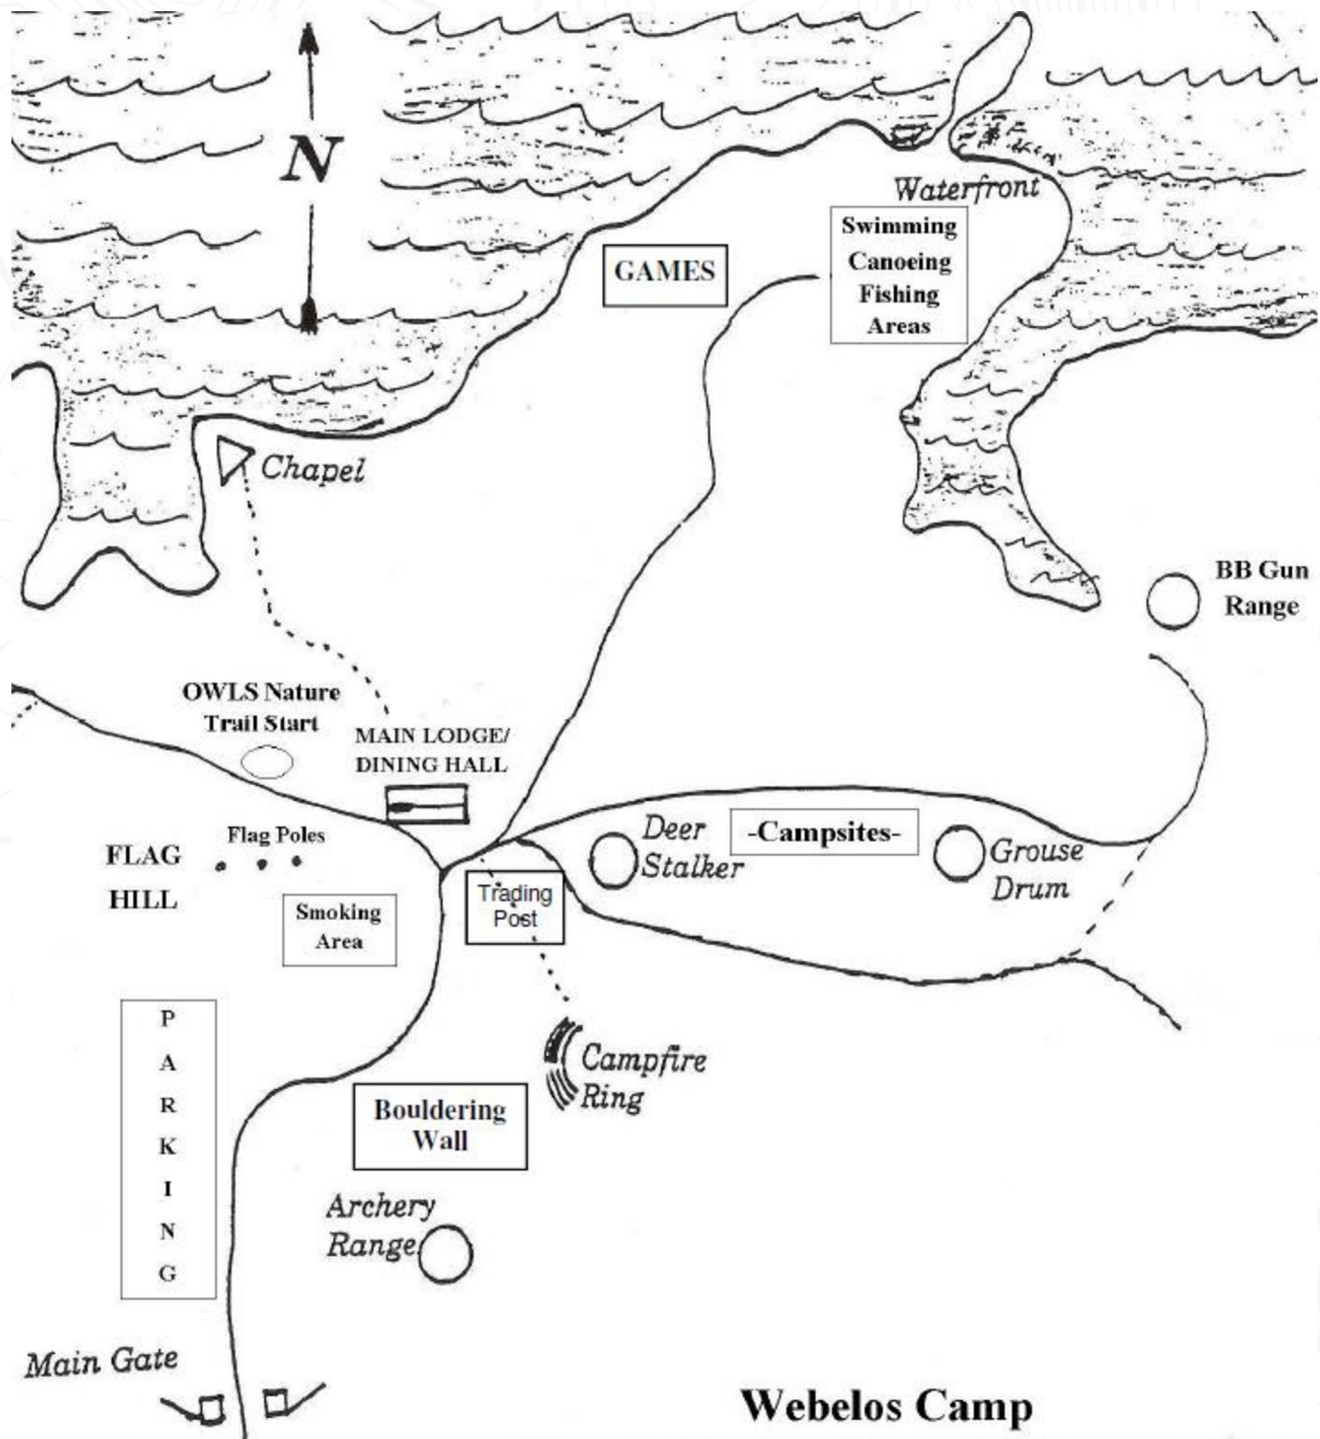 N
Waterfront
Swimming
Canoeing
Fishing
Areas
GAMES
Chapel
BB Gun
Range
OWLS Nature
Trail Start
MAIN LODGE/
DINING HALL
Flag Poles
FLAG
HILL
Smoking
Area
Trading
Post
Deer
Stalker
-Campsites-
Grouse
Drum
PARKING
Campfire
Ring
Bouldering
Wall
Archery
Range
Main Gate
Webelos Camp